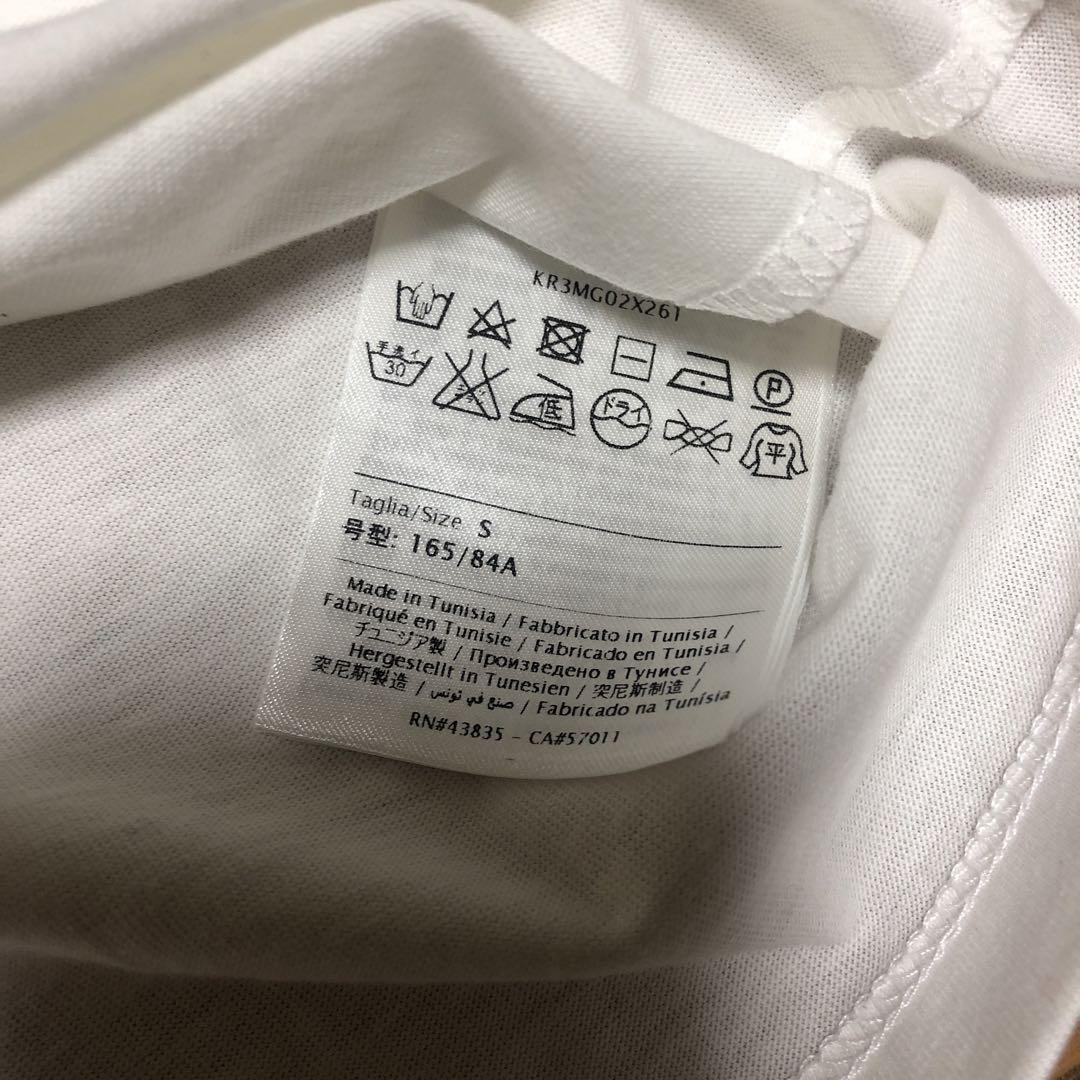 KR3MG02X261
P
手洗イ
30
低
ドライ
平
Taglia/Size S
号型: 165/84A
Made in Tunisia / Fabbricato in Tunisia /
Fabriqué en Tunisie / Fabricado en Tunisia /
チュニジア製 / Произведено в Тунисе /
Hergestellt in Tunesien / 突尼斯制造 /
突尼斯製造 / صنع في تونس / Fabricado na Tunísia
RN#43835 - CA#57011